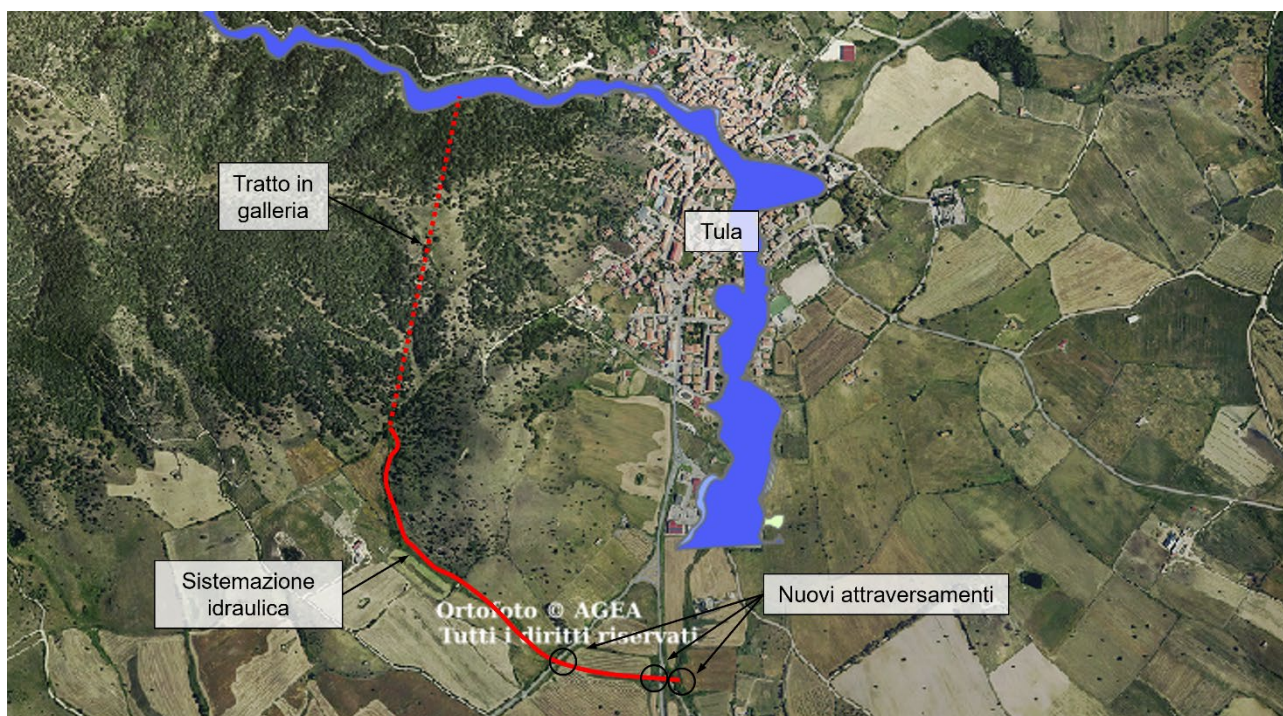 Tratto in
galleria
Tula
Sistemazione
idraulica
Nuovi attraversamenti
Ortofoto © AGEA
Tutti i diritti riservati